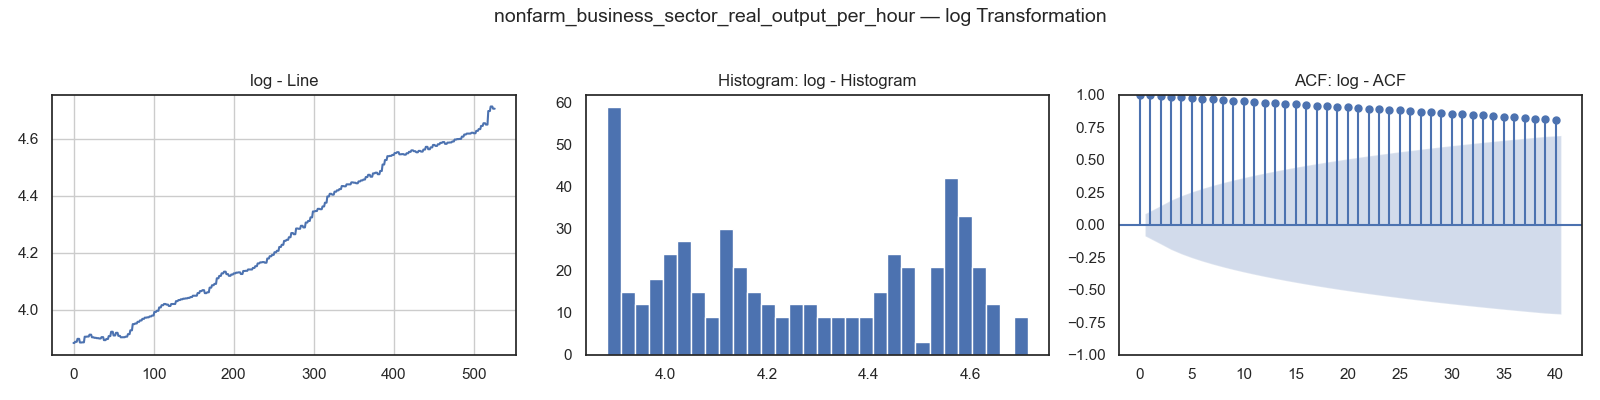 nonfarm_business_sector_real_output_per_hour — log Transformation
log - Line
4.6
4.4
4.2
4.0
0 100 200 300 400 500
Histogram: log - Histogram
60
50
40
30
20
10
0
4.0 4.2 4.4 4.6
ACF: log - ACF
1.00
0.75
0.50
0.25
0.00
−0.25
−0.50
−0.75
−1.00
0 5 10 15 20 25 30 35 40